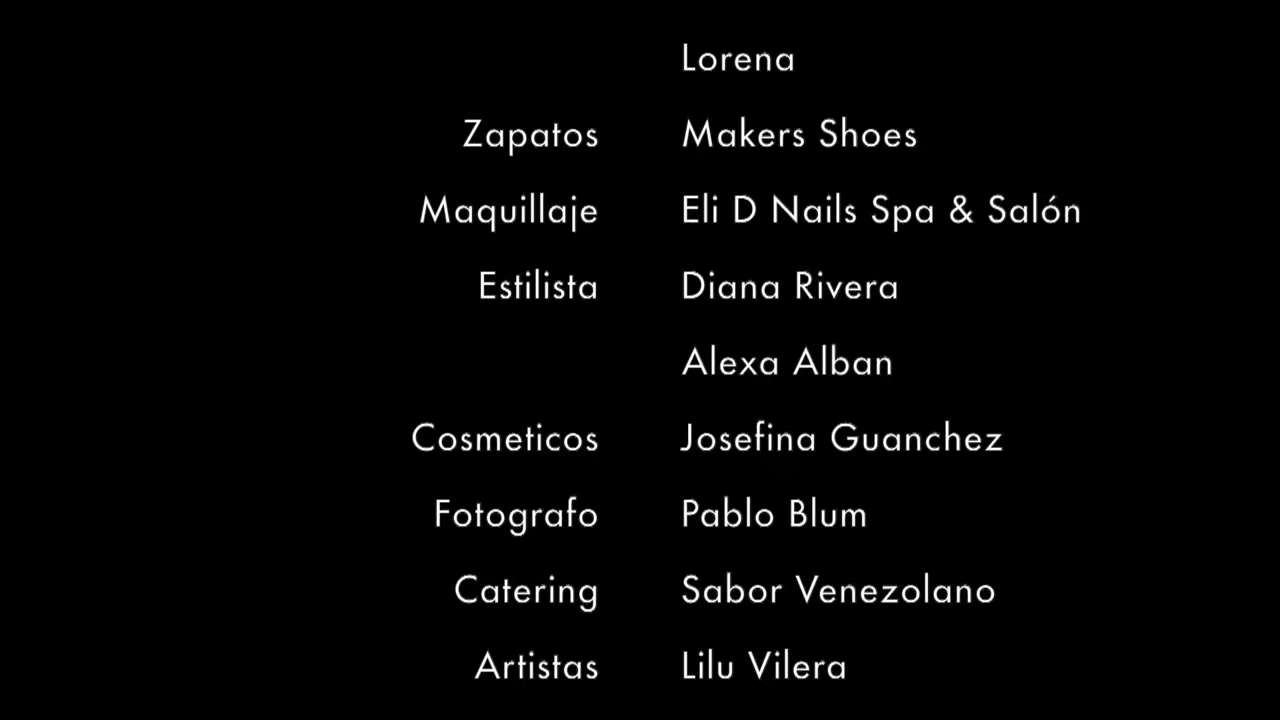 Lorena
Zapatos Makers Shoes
Maquillaje Eli D Nails Spa & Salón
Estilista Diana Rivera
Alexa Alban
Cosmeticos Josefina Guanchez
Fotografo Pablo Blum
Catering Sabor Venezolano
Artistas Lilu Vilera